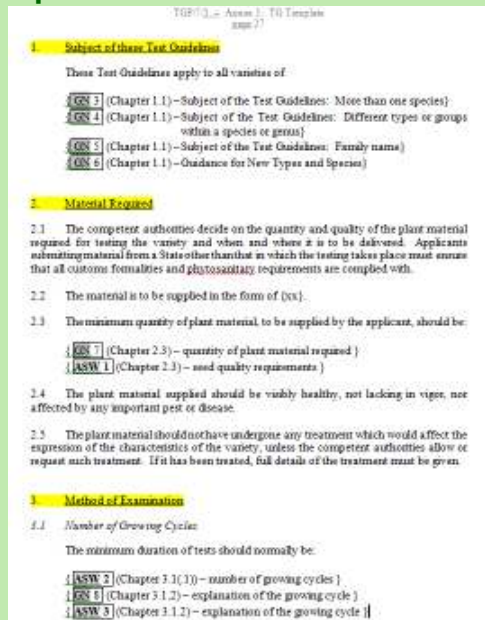 TGP/7/3 – Annex 1: TG Template
page 27
1. Subject of these Test Guidelines
These Test Guidelines apply to all varieties of
{ GN 3 (Chapter 1.1) – Subject of the Test Guidelines: More than one species}
{ GN 4 (Chapter 1.1) – Subject of the Test Guidelines: Different types or groups
within a species or genus}
{ GN 5 (Chapter 1.1) – Subject of the Test Guidelines: Family name}
{ GN 6 (Chapter 1.1) – Guidance for New Types and Species}
2. Material Required
2.1 The competent authorities decide on the quantity and quality of the plant material
required for testing the variety and when and where it is to be delivered. Applicants
submitting material from a State other than that in which the testing takes place must ensure
that all customs formalities and phytosanitary requirements are complied with.
2.2 The material is to be supplied in the form of {xx}.
2.3 The minimum quantity of plant material, to be supplied by the applicant, should be:
{ GN 7 (Chapter 2.3) – quantity of plant material required }
{ ASW 1 (Chapter 2.3) – seed quality requirements }
2.4 The plant material supplied should be visibly healthy, not lacking in vigor, nor
affected by any important pest or disease.
2.5 The plant material should not have undergone any treatment which would affect the
expression of the characteristics of the variety, unless the competent authorities allow or
request such treatment. If it has been treated, full details of the treatment must be given.
3. Method of Examination
3.1 Number of Growing Cycles
The minimum duration of tests should normally be:
{ ASW 2 (Chapter 3.1(.1)) – number of growing cycles }
{ GN 8 (Chapter 3.1.2) – explanation of the growing cycle }
{ ASW 3 (Chapter 3.1.2) – explanation of the growing cycle }